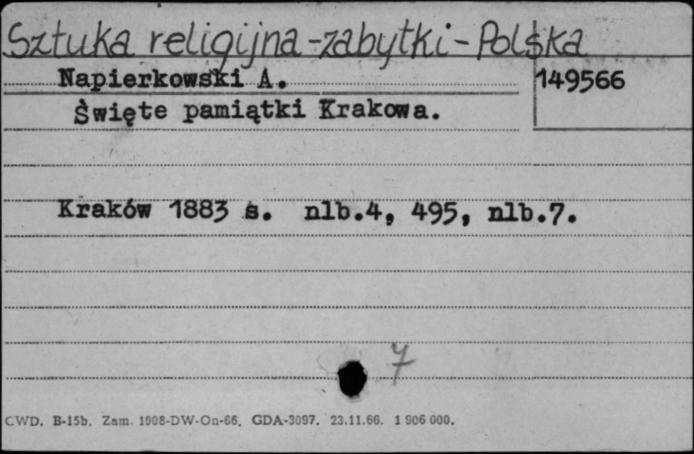 Sztuka religijna-zabytki-Polska
Napierkowski A.
149566
Święte pamiątki Krakowa.
Kraków 1883 s. nlb.4, 495, nlb.7.
7
CWD. B-15b. Zam. 1008-DW-On-66. GDA-3097. 23.11.66. 1 906 000.